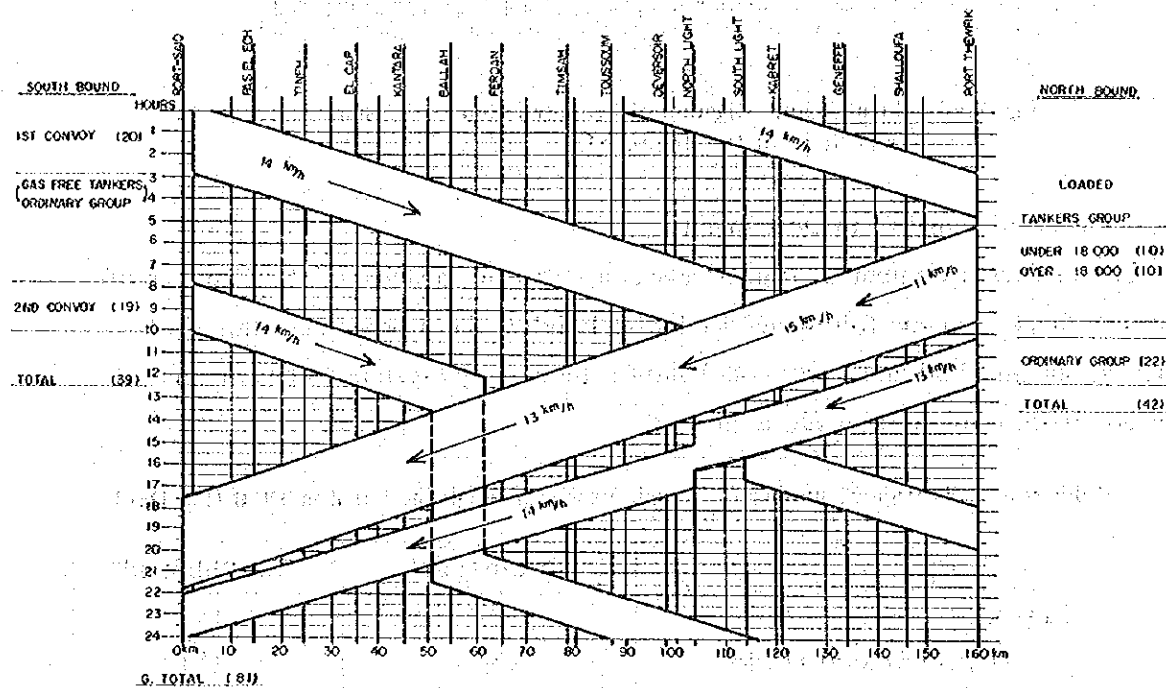 PORT-SAID
RAS EL ECH
TINEH
EL CAP
KANTARA
BALLAH
FERDAN
TIMSAH
TOUSSOUM
DEVERSOIR
NORTH LIGHT
SOUTH LIGHT
KABRET
GENEFFE
SHALLOUFA
PORT THEWFIK
SOUTH BOUND
HOURS
1ST CONVOY (20)
(GAS FREE TANKERS)
ORDINARY GROUP
2ND CONVOY (19)
TOTAL (39)
1
2
3
4
5
6
7
8
9
10
11
12
13
14
15
16
17
18
19
20
21
22
23
24
14 km/h
14 km/h
14 km/h
11 km/h
15 km/h
13 km/h
13 km/h
14 km/h
NORTH BOUND
LOADED
TANKERS GROUP
UNDER 18 000 (10)
OVER 18 000 (10)
ORDINARY GROUP (22)
TOTAL (42)
0 km 10 20 30 40 50 60 70 80 90 100 110 120 130 140 150 160 km
G. TOTAL (81)